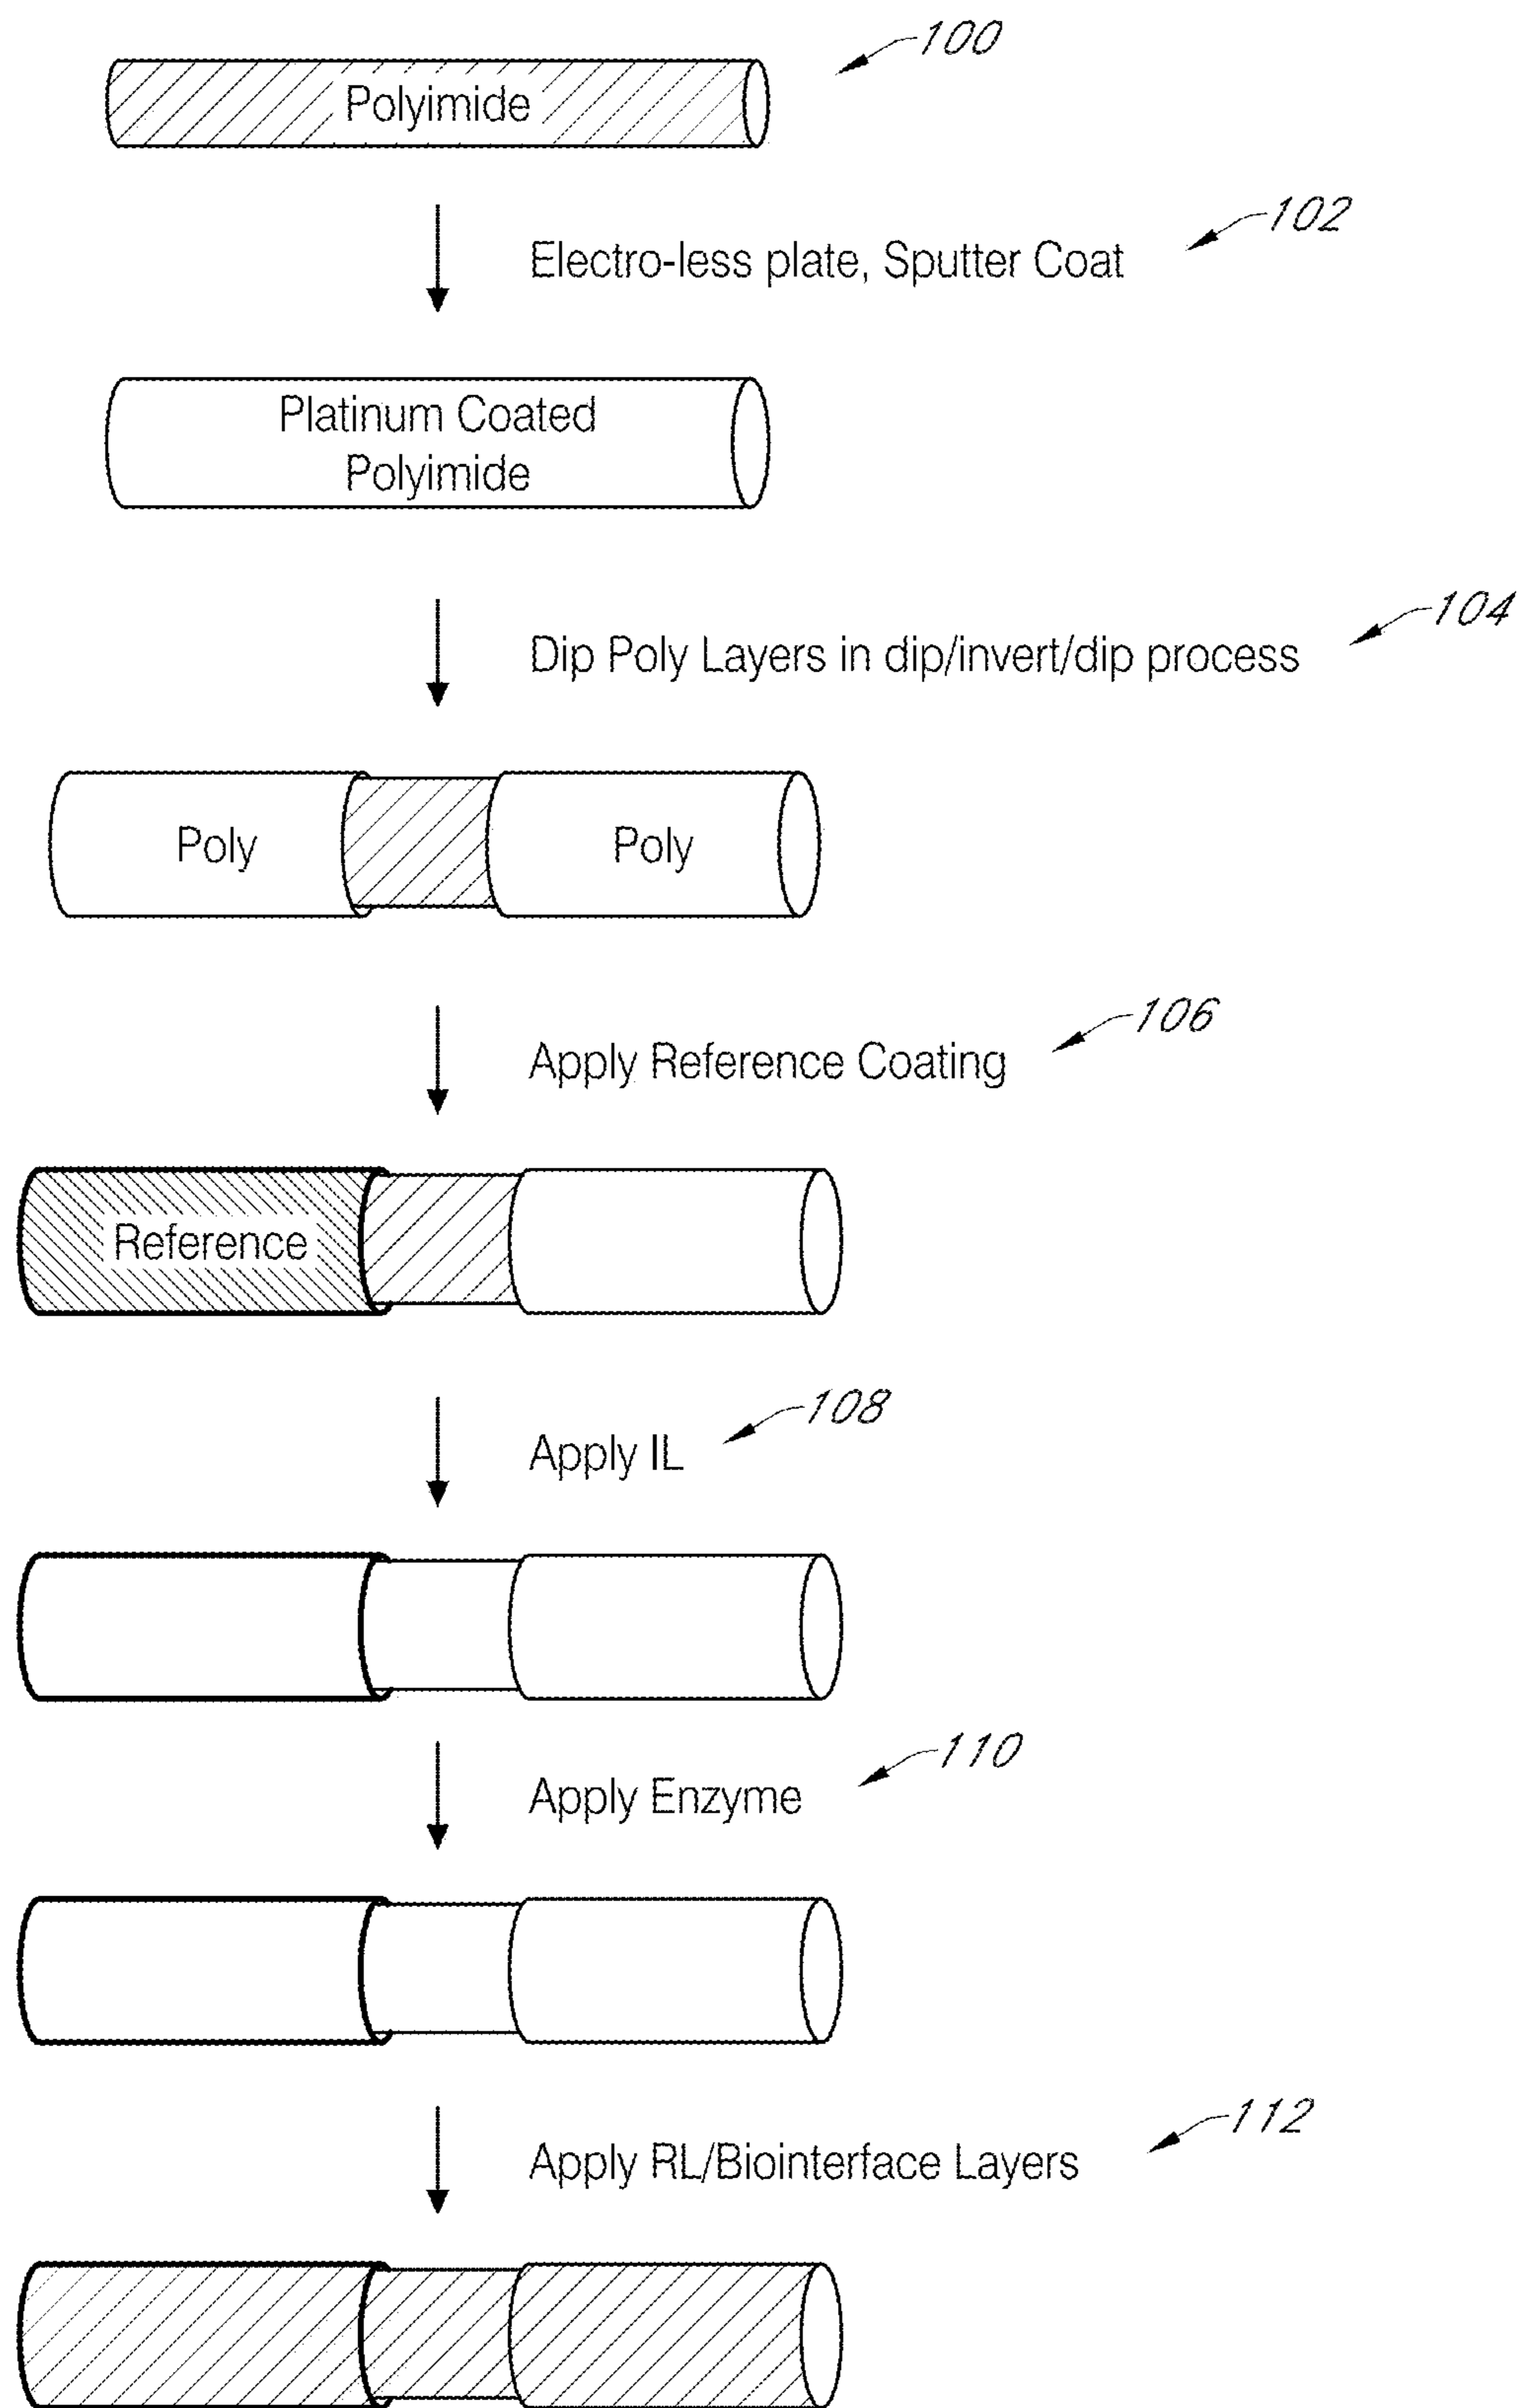 100
Polyimide
102
Electro-less plate, Sputter Coat
Platinum Coated
Polyimide
104
Dip Poly Layers in dip/invert/dip process
Poly
Poly
106
Apply Reference Coating
Reference
108
Apply IL
110
Apply Enzyme
112
Apply RL/Biointerface Layers